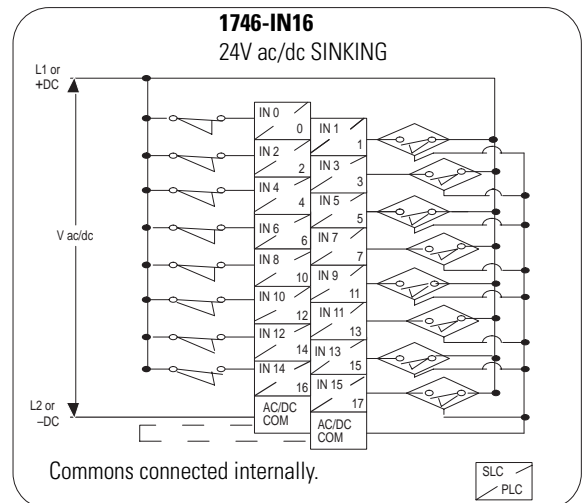 1746-IN16
24V ac/dc SINKING
L1 or
+DC
IN 0
0
IN 1
1
IN 2
2
IN 3
3
IN 4
4
IN 5
5
IN 6
6
IN 7
7
V ac/dc
IN 8
10
IN 9
11
IN 10
12
IN 11
13
IN 12
14
IN 13
15
IN 14
16
IN 15
17
L2 or
–DC
AC/DC
COM
AC/DC
COM
Commons connected internally.
SLC
PLC